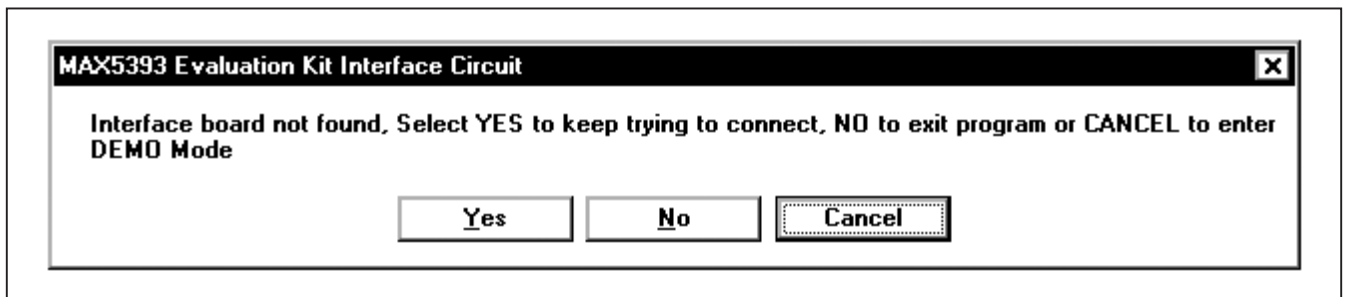 MAX5393 Evaluation Kit Interface Circuit
Interface board not found, Select YES to keep trying to connect, NO to exit program or CANCEL to enter
DEMO Mode
Yes No Cancel